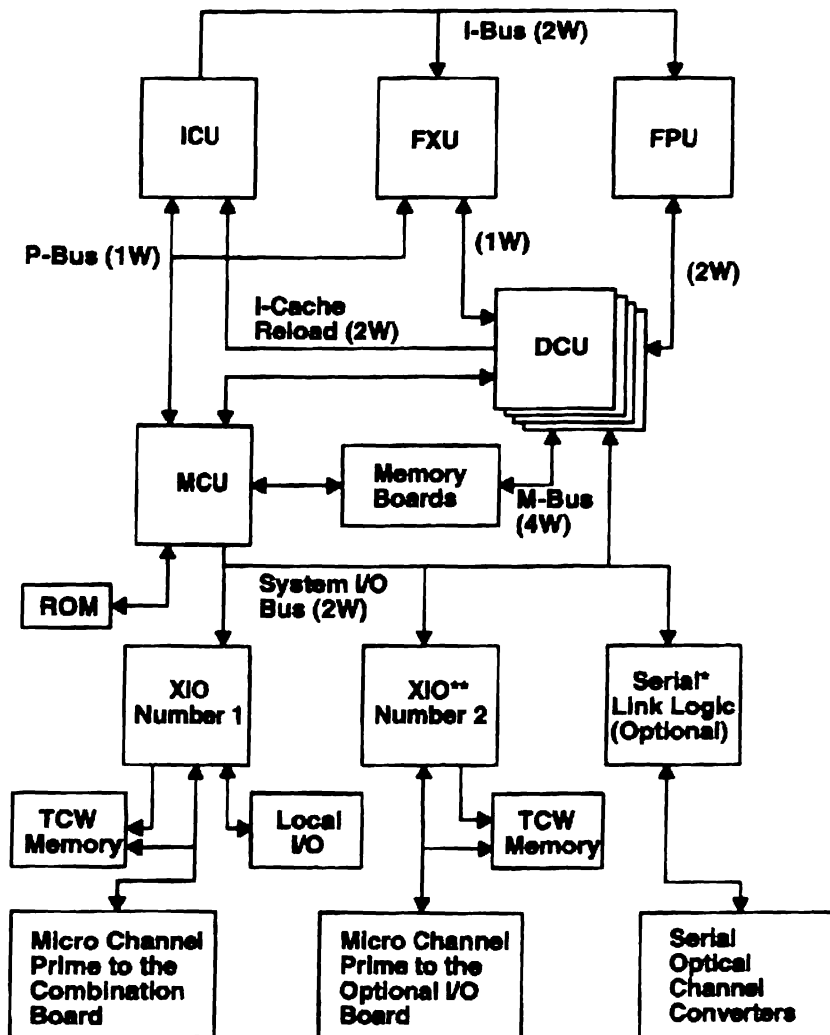 I-Bus (2W)
ICU
FXU
FPU
P-Bus (1W)
(1W)
(2W)
I-Cache
Reload (2W)
DCU
MCU
Memory
Boards
M-Bus
(4W)
ROM
System I/O
Bus (2W)
XIO
Number 1
XIO**
Number 2
Serial*
Link Logic
(Optional)
TCW
Memory
Local
I/O
TCW
Memory
Micro Channel
Prime to the
Combination
Board
Micro Channel
Prime to the
Optional I/O
Board
Serial
Optical
Channel
Converters